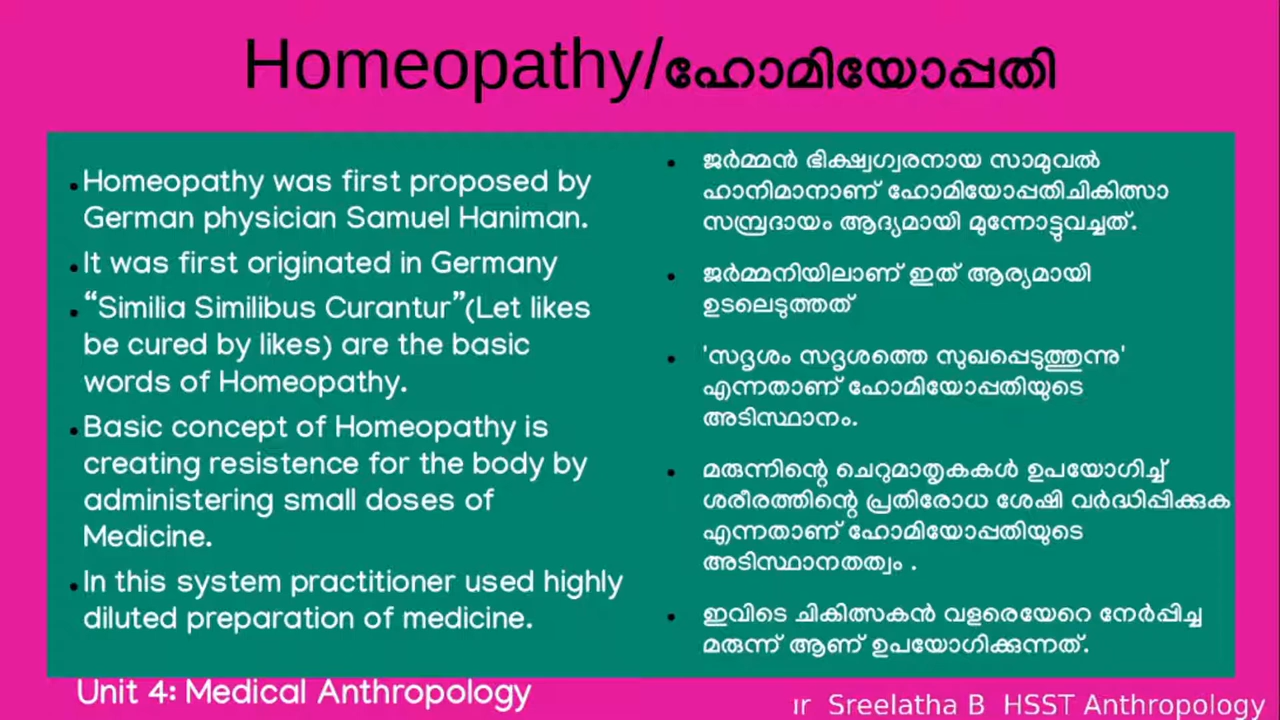 Homeopathy/ഹോമിയോപ്പതി
Homeopathy was first proposed by
German physician Samuel Haniman.
It was first originated in Germany
“Similia Similibus Curantur”(Let likes
be cured by likes) are the basic
words of Homeopathy.
Basic concept of Homeopathy is
creating resistence for the body by
administering small doses of
Medicine.
In this system practitioner used highly
diluted preparation of medicine.
ജർമ്മൻ ഭിക്ഷ്വഗ്വരനായ സാമുവൽ
ഹാനിമാനാണ് ഹോമിയോപ്പതിചികിത്സാ
സമ്പ്രദായം ആദ്യമായി മുന്നോട്ടുവച്ചത്.
ജർമ്മനിയിലാണ് ഇത് ആര്യമായി
ഉടലെടുത്തത്
'സദൃശം സദൃശത്തെ സുഖപ്പെടുത്തുന്നു'
എന്നതാണ് ഹോമിയോപ്പതിയുടെ
അടിസ്ഥാനം.
മരുന്നിന്റെ ചെറുമാതൃകകൾ ഉപയോഗിച്ച്
ശരീരത്തിന്റെ പ്രതിരോധ ശേഷി വർദ്ധിപ്പിക്കുക
എന്നതാണ് ഹോമിയോപ്പതിയുടെ
അടിസ്ഥാനതത്വം .
ഇവിടെ ചികിത്സകൻ വളരെയേറെ നേർപ്പിച്ച
മരുന്ന് ആണ് ഉപയോഗിക്കുന്നത്.
Unit 4: Medical Anthropology
Sreelatha B HSST Anthropology